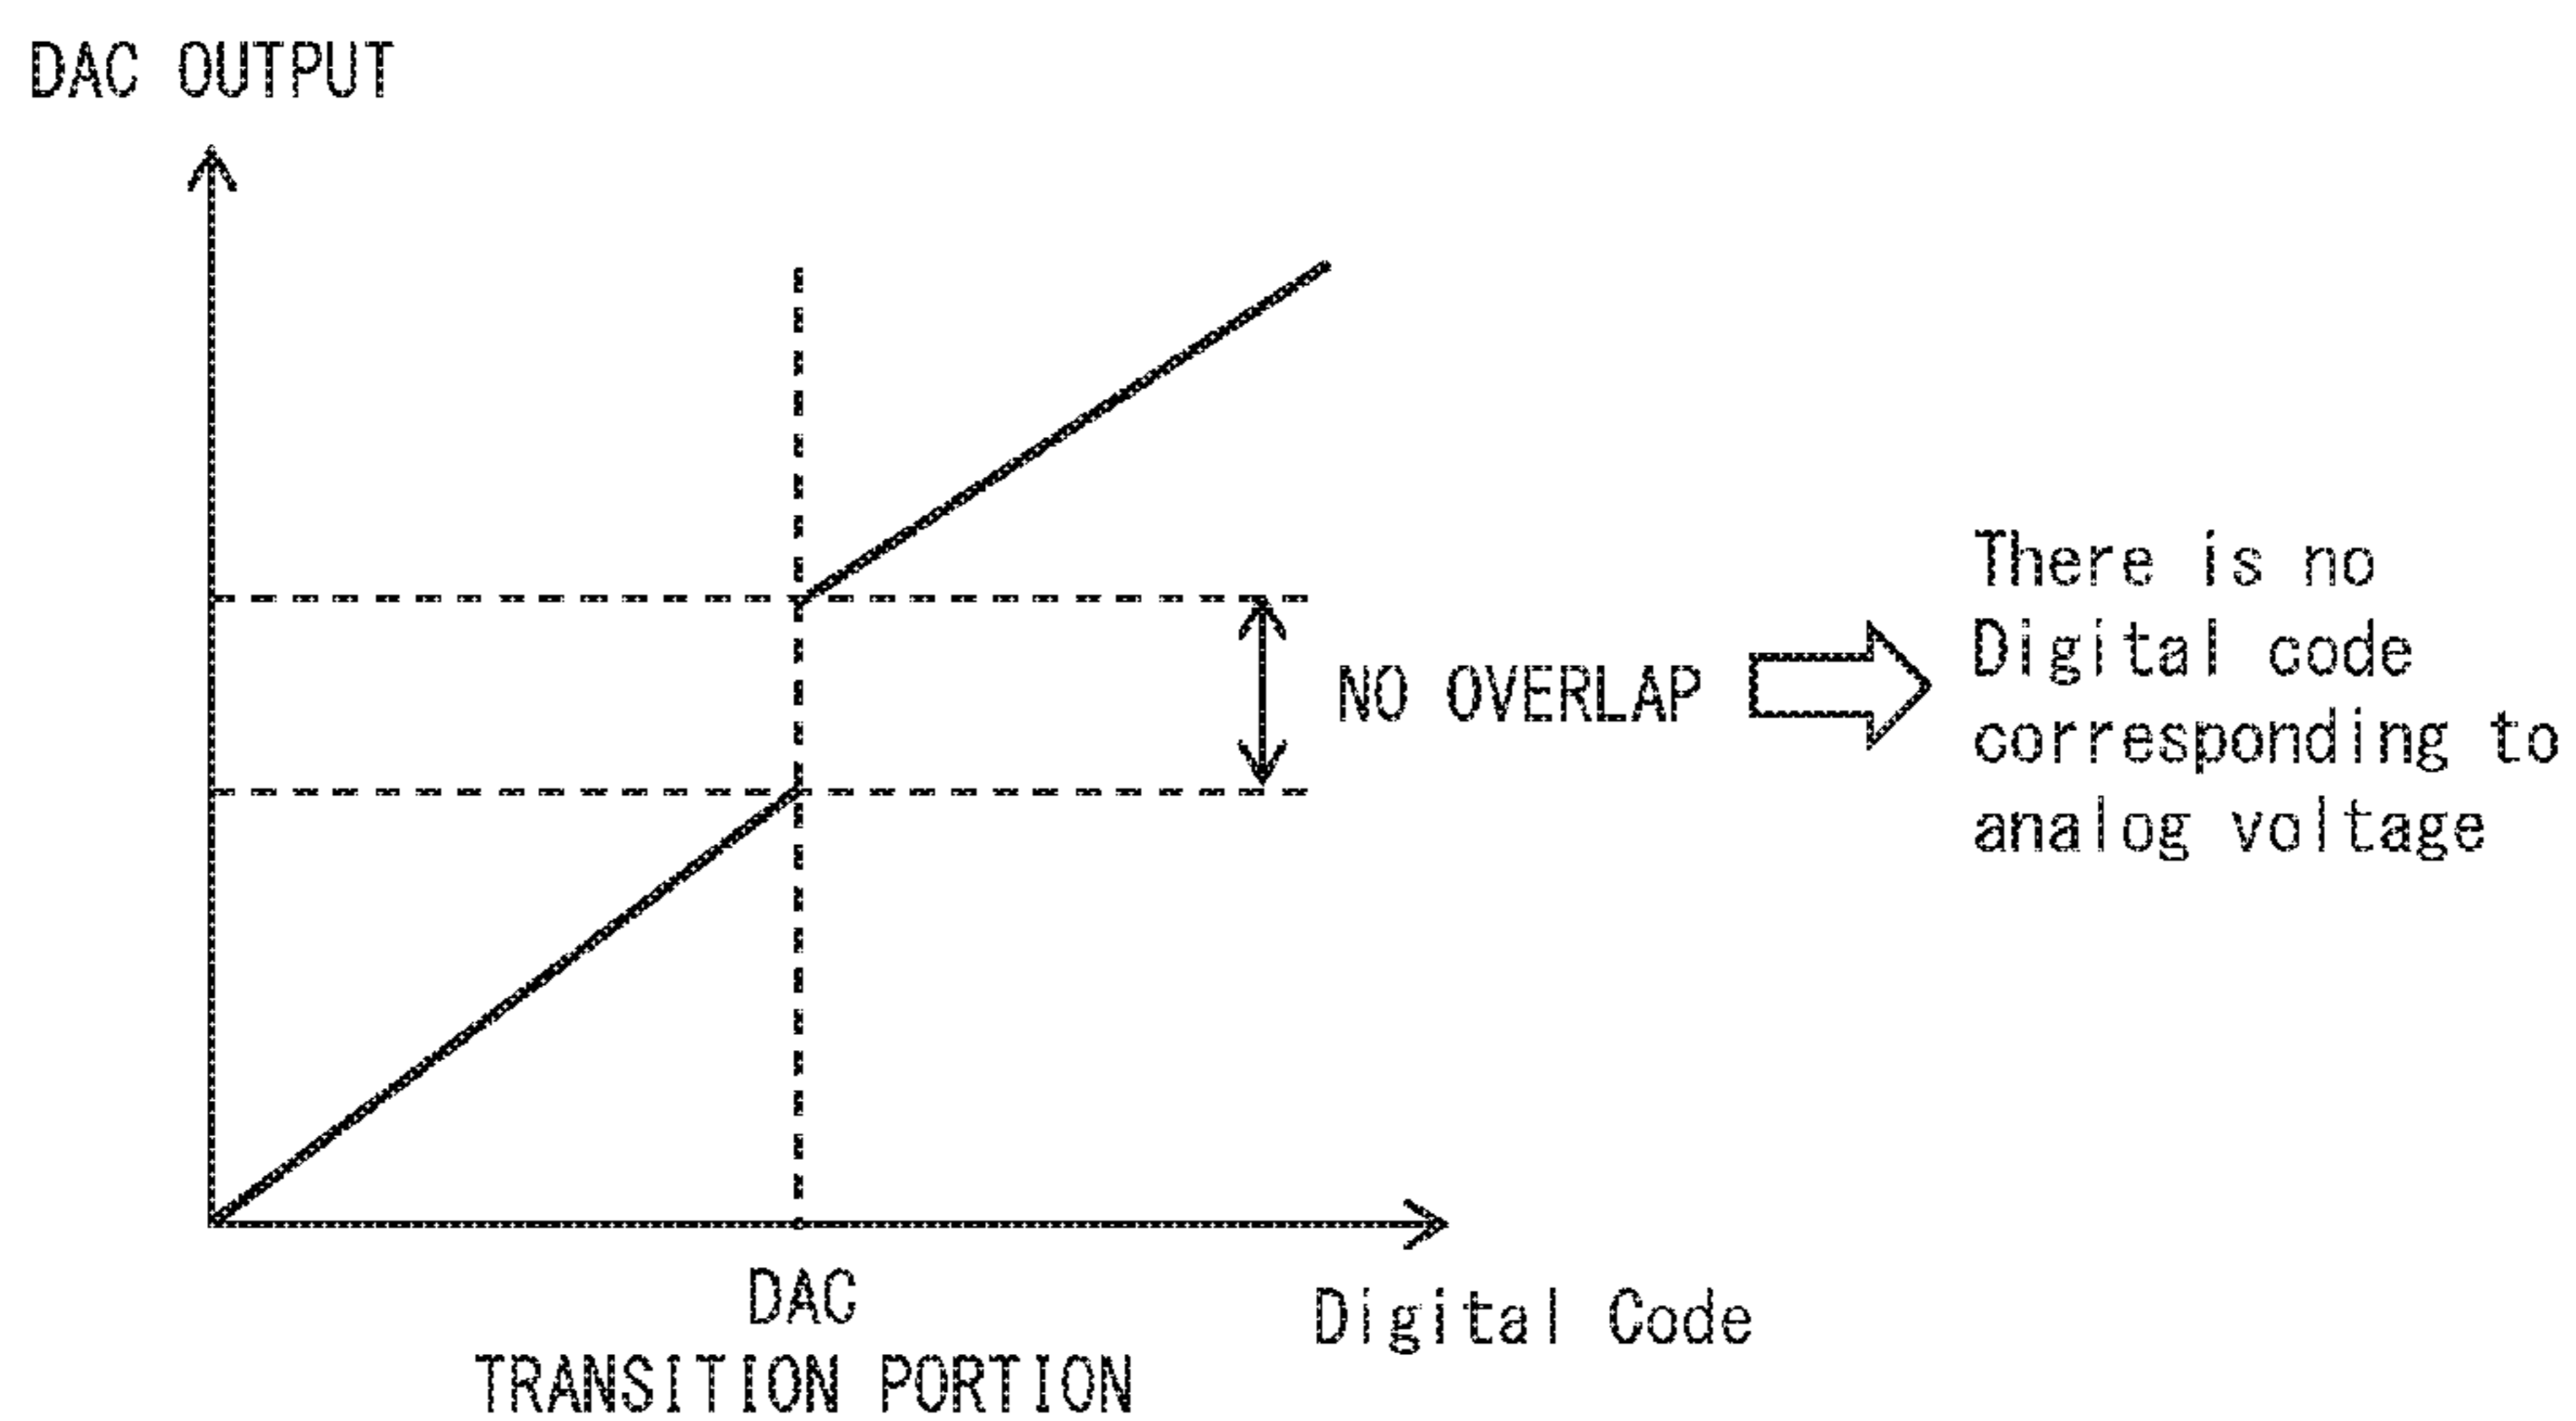 DAC OUTPUT
There is no
Digital code
NO OVERLAP
corresponding to
analog voltage
DAC
TRANSITION PORTION
Digital Code